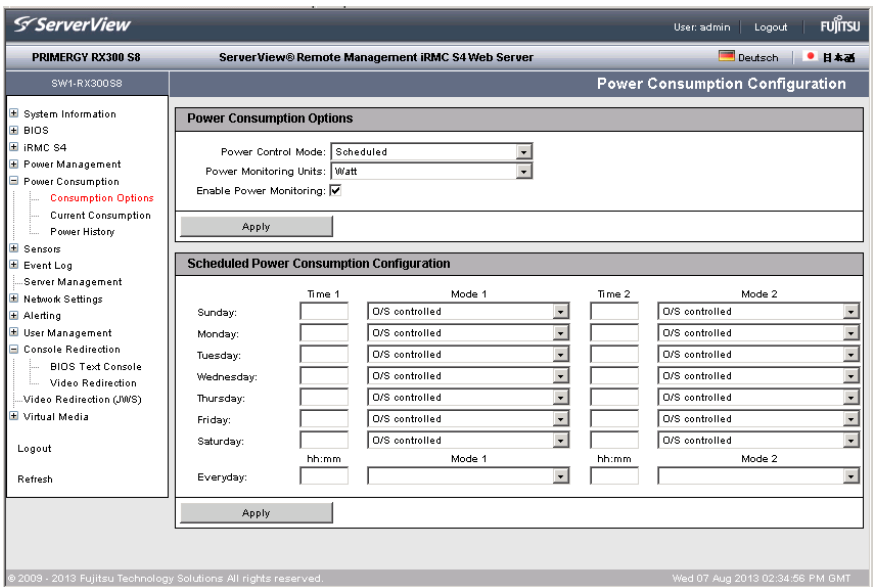 ServerView
User: admin Logout FUJITSU
PRIMERGY RX300 S8 ServerView® Remote Management iRMC S4 Web Server Deutsch 日本語
SW1-RX300S8 Power Consumption Configuration
System Information
BIOS
iRMC S4
Power Management
Power Consumption
Consumption Options
Current Consumption
Power History
Sensors
Event Log
Server Management
Network Settings
Alerting
User Management
Console Redirection
BIOS Text Console
Video Redirection
Video Redirection (JWS)
Virtual Media
Logout
Refresh
Power Consumption Options
Power Control Mode: Scheduled
Power Monitoring Units: Watt
Enable Power Monitoring:
Apply
Scheduled Power Consumption Configuration
Time 1 Mode 1 Time 2 Mode 2
Sunday: O/S controlled O/S controlled
Monday: O/S controlled O/S controlled
Tuesday: O/S controlled O/S controlled
Wednesday: O/S controlled O/S controlled
Thursday: O/S controlled O/S controlled
Friday: O/S controlled O/S controlled
Saturday: O/S controlled O/S controlled
hh:mm Mode 1 hh:mm Mode 2
Everyday:
Apply
© 2009 - 2013 Fujitsu Technology Solutions All rights reserved. Wed 07 Aug 2013 02:34:56 PM GMT